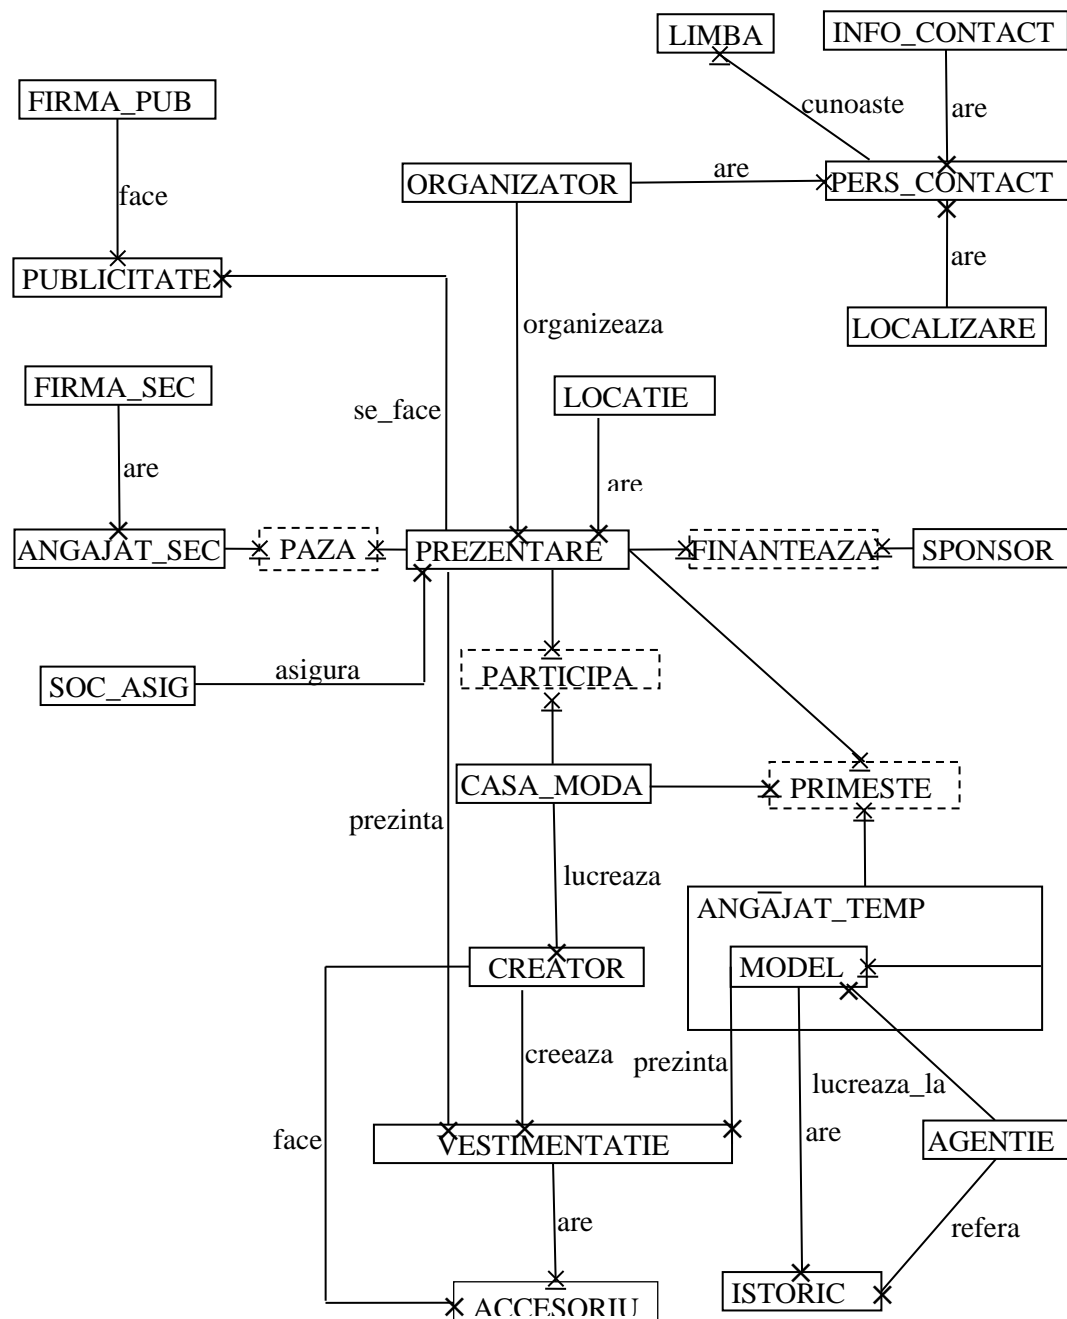 LIMBA
INFO_CONTACT
FIRMA_PUB
cunoaste
are
ORGANIZATOR
are
PERS_CONTACT
face
PUBLICITATE
are
organizeaza
LOCALIZARE
FIRMA_SEC
LOCATIE
se_face
are
are
ANGAJAT_SEC
PAZA
PREZENTARE
FINANTEAZA
SPONSOR
asigura
SOC_ASIG
PARTICIPA
CASA_MODA
PRIMESTE
prezinta
lucreaza
ANGAJAT_TEMP
CREATOR
MODEL
creeaza
prezinta
lucreaza_la
face
VESTIMENTATIE
are
AGENTIE
are
refera
ISTORIC
ACCESORIU